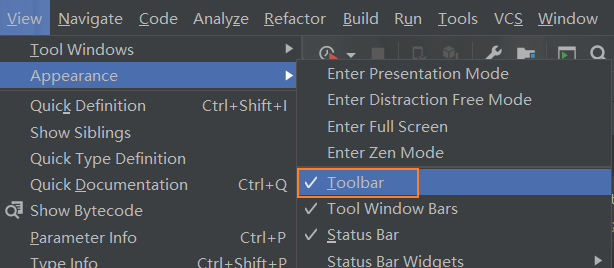 View Navigate Code Analyze Refactor Build Run Tools VCS Window
Tool Windows
Appearance
Enter Presentation Mode
Quick Definition Ctrl+Shift+I
Enter Distraction Free Mode
Show Siblings
Enter Full Screen
Quick Type Definition
Enter Zen Mode
Quick Documentation Ctrl+Q
Toolbar
Show Bytecode
Tool Window Bars
Parameter Info Ctrl+P
Status Bar
Type Info Ctrl+Shift+P
Status Bar Widgets